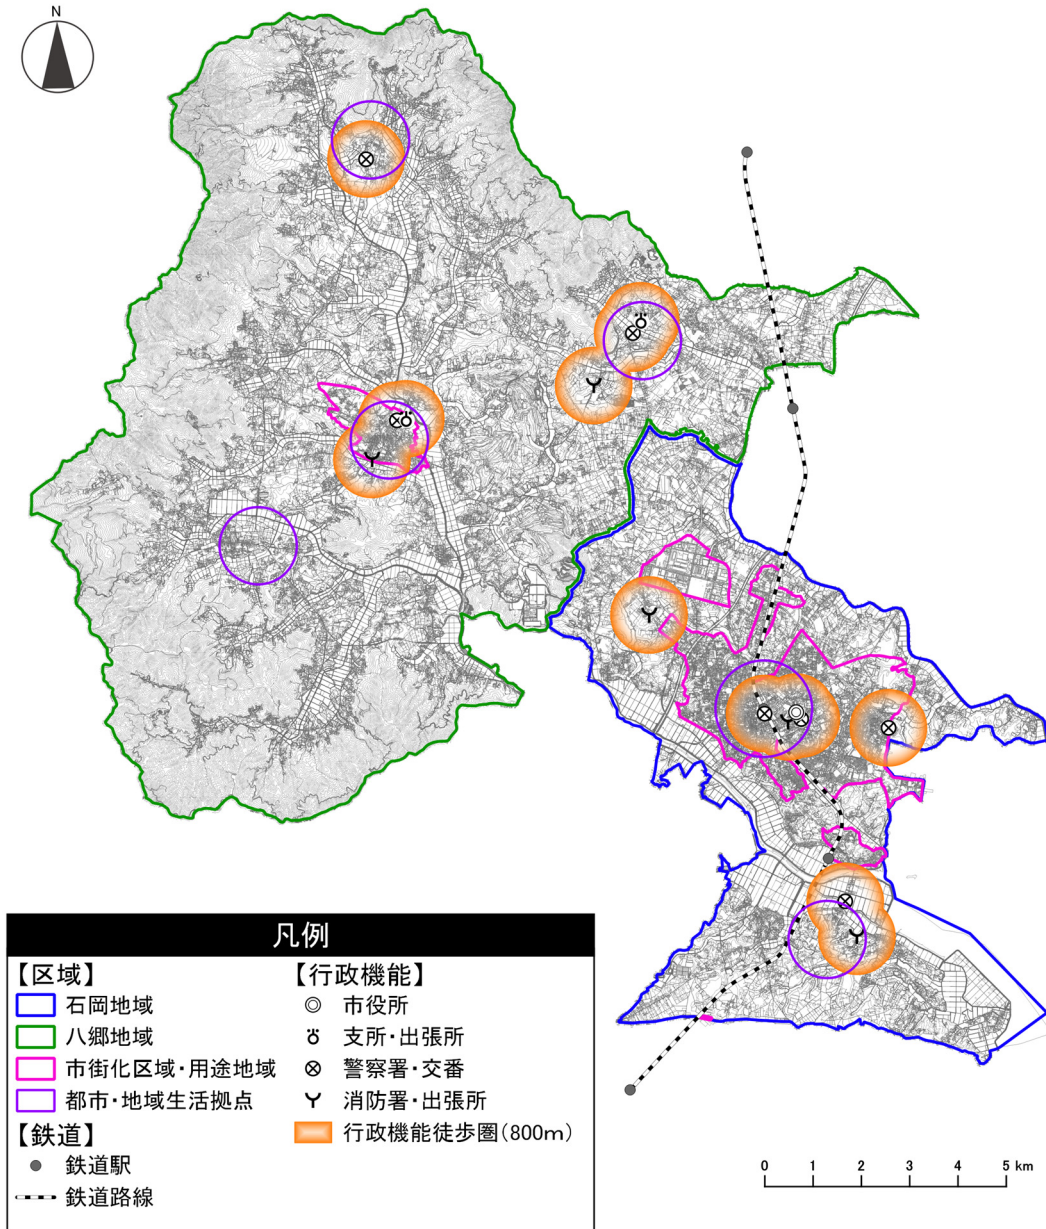 N
凡例
【区域】
石岡地域
八郷地域
市街化区域・用途地域
都市・地域生活拠点
【鉄道】
鉄道駅
鉄道路線
【行政機能】
市役所
支所・出張所
警察署・交番
消防署・出張所
行政機能徒歩圏(800m)
0 1 2 3 4 5 km